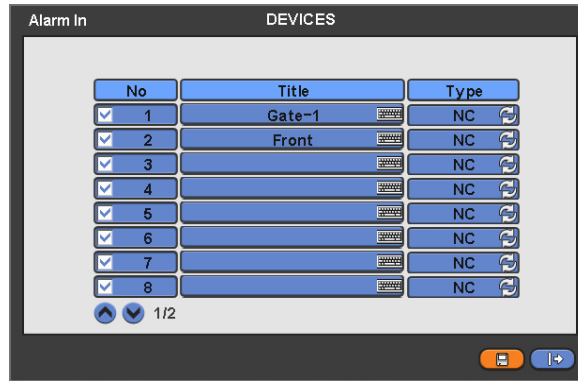 Alarm In DEVICES
No Title Type
1 Gate-1 NC
2 Front NC
3 NC
4 NC
5 NC
6 NC
7 NC
8 NC
1/2